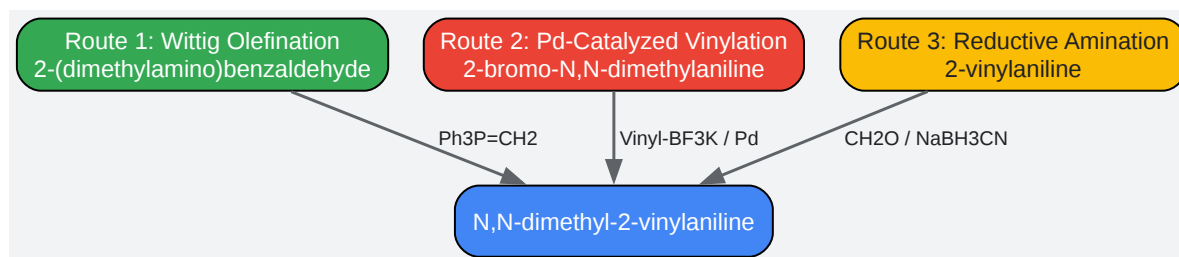 Route 1: Wittig Olefination
2-(dimethylamino)benzaldehyde
Route 2: Pd-Catalyzed Vinylation
2-bromo-N,N-dimethylaniline
Route 3: Reductive Amination
2-vinylaniline
Ph3P=CH2
Vinyl-BF3K / Pd
CH2O / NaBH3CN
N,N-dimethyl-2-vinylaniline